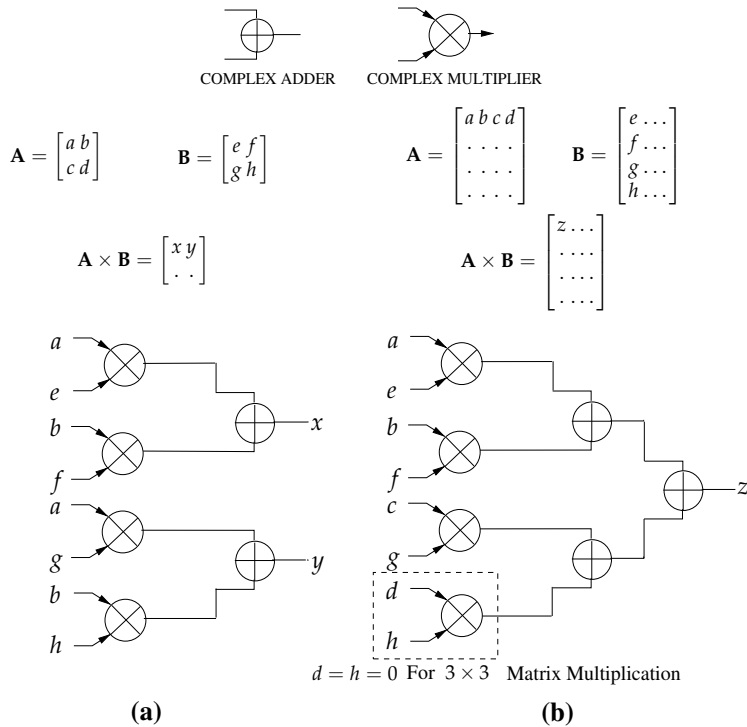 COMPLEX ADDER COMPLEX MULTIPLIER
A = [a b
c d]
B = [e f
g h]
A = [a b c d
. . . .
. . . .
. . . .]
B = [e . . .
f . . .
g . . .
h . . .]
A × B = [x y
. .]
A × B = [z . . .
. . . .
. . . .
. . . .]
a
e
b
f
x
a
g
b
h
y
a
e
b
f
c
g
d
h
z
d = h = 0 For 3 × 3 Matrix Multiplication
(a) (b)